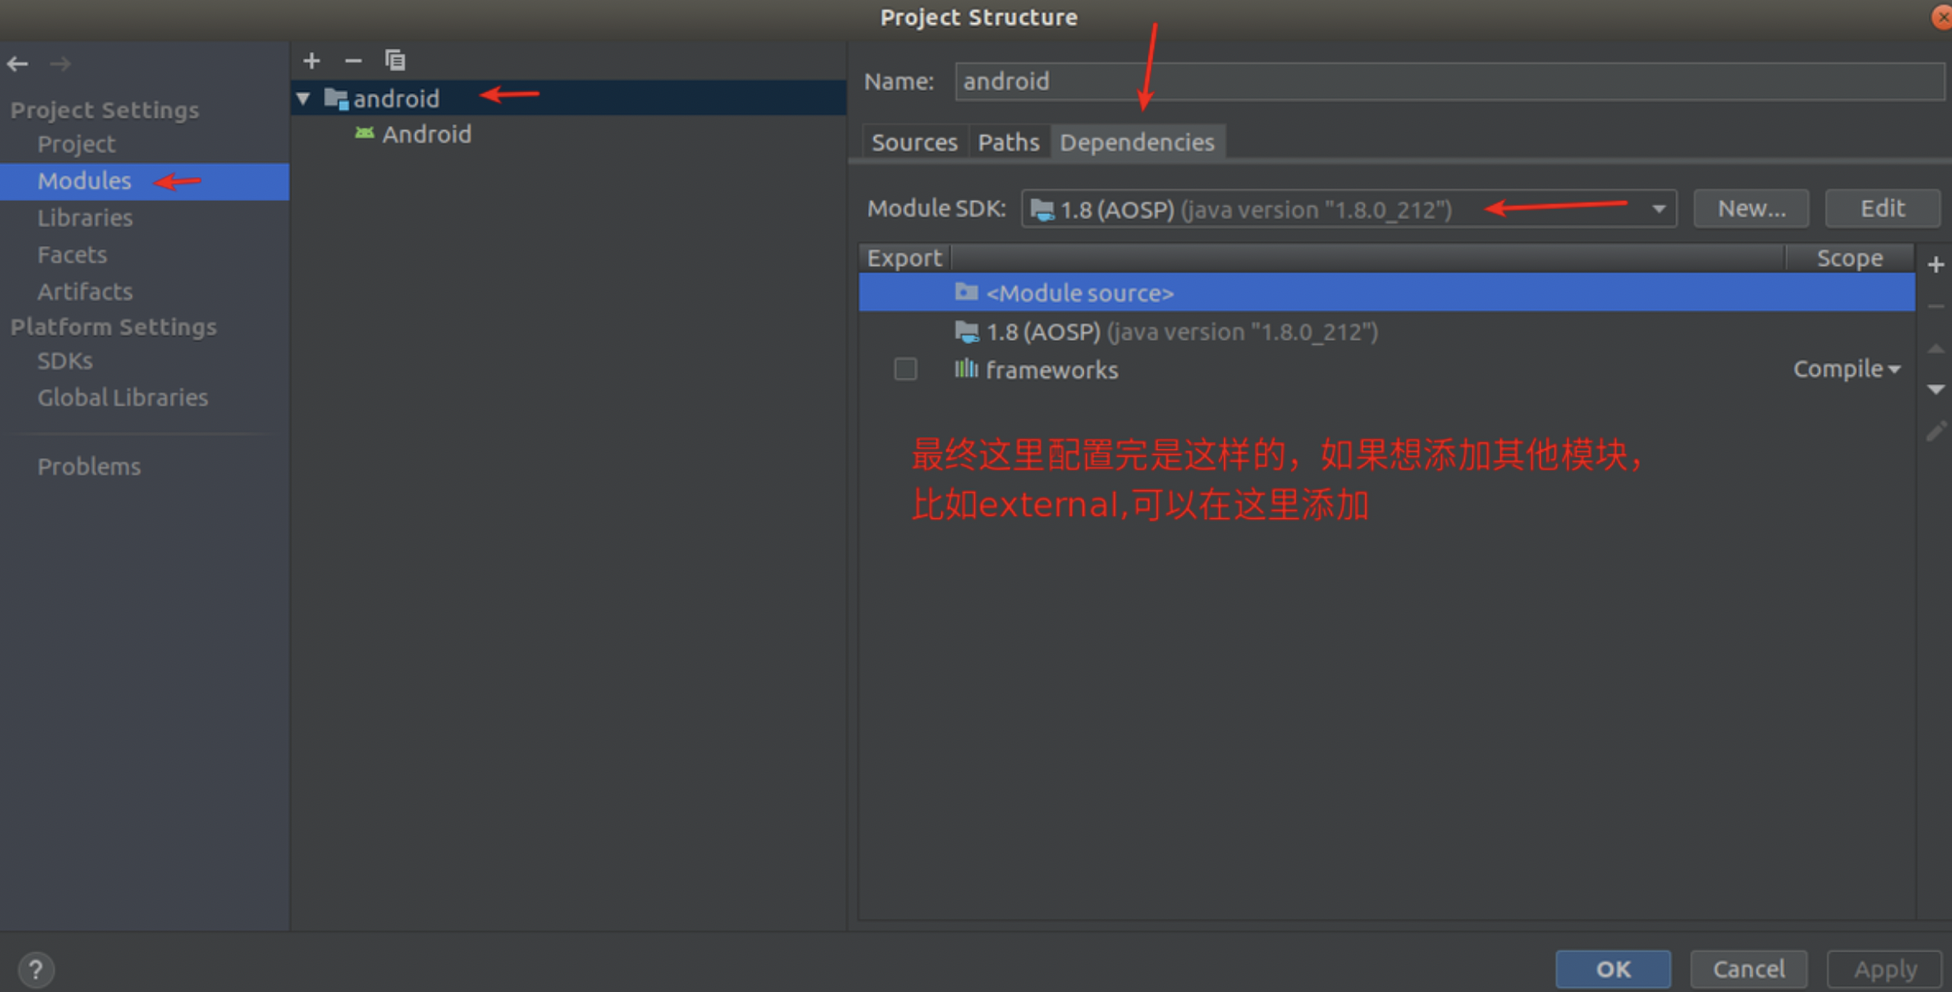 Project Structure
Project Settings
Project
Modules
Libraries
Facets
Artifacts
Platform Settings
SDKs
Global Libraries
Problems
android
Android
Name: android
Sources Paths Dependencies
Module SDK: 1.8 (AOSP) (java version "1.8.0_212") New... Edit
Export Scope
<Module source>
1.8 (AOSP) (java version "1.8.0_212")
frameworks Compile
最终这里配置完是这样的，如果想添加其他模块，
比如external,可以在这里添加
? OK Cancel Apply